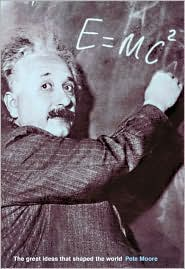 E=MC²
The great ideas that shaped the world Pete Moore